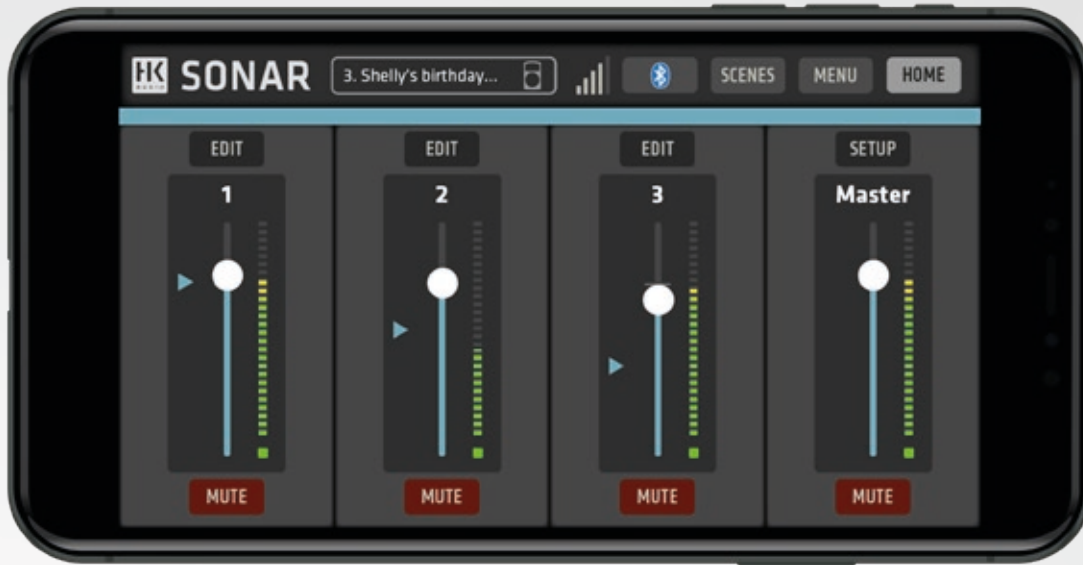 HK AUDIO SONAR 3. Shelly's birthday... SCENES MENU HOME
EDIT EDIT EDIT SETUP
1 2 3 Master
MUTE MUTE MUTE MUTE